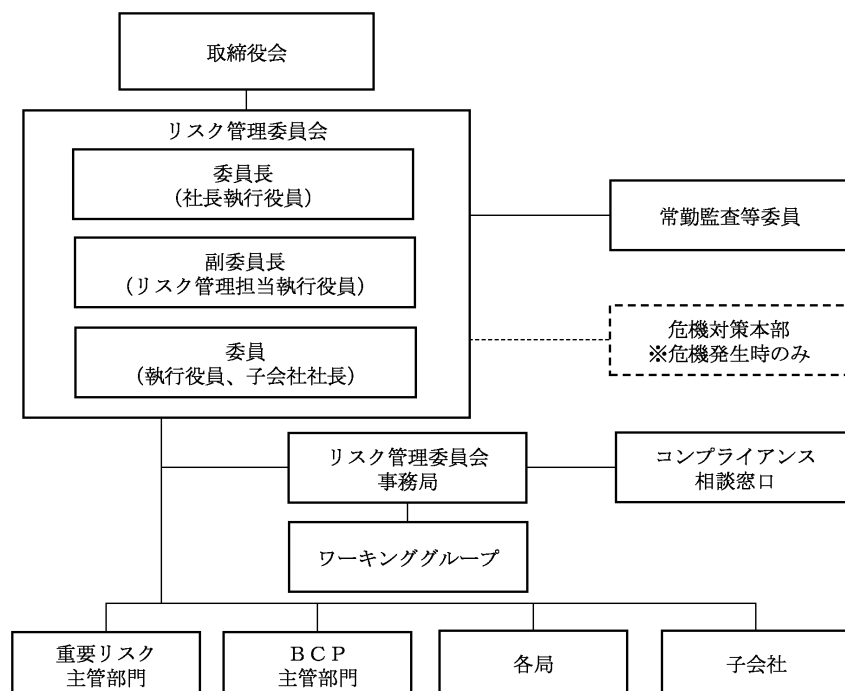 取締役会
リスク管理委員会
委員長
（社長執行役員）
副委員長
（リスク管理担当執行役員）
委員
（執行役員、子会社社長）
常勤監査等委員
危機対策本部
※危機発生時のみ
リスク管理委員会
事務局
コンプライアンス
相談窓口
ワーキンググループ
重要リスク
主管部門
ＢＣＰ
主管部門
各局
子会社